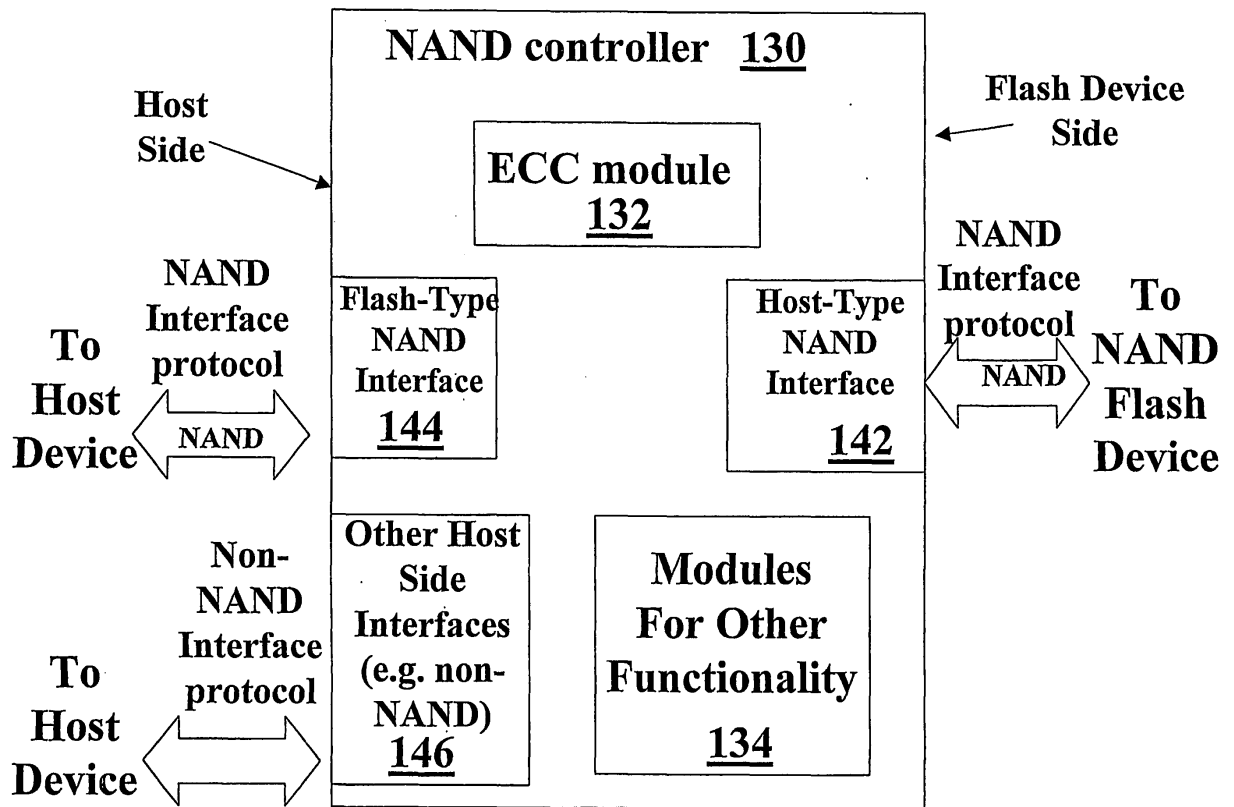 NAND controller 130
Host
Side
Flash Device
Side
ECC module
132
NAND
Interface
protocol
To
Host
Device
NAND
Flash-Type
NAND
Interface
144
Host-Type
NAND
Interface
142
NAND
Interface
protocol
NAND
To
NAND
Flash
Device
Non-
NAND
Interface
protocol
To
Host
Device
Other Host
Side
Interfaces
(e.g. non-
NAND)
146
Modules
For Other
Functionality
134